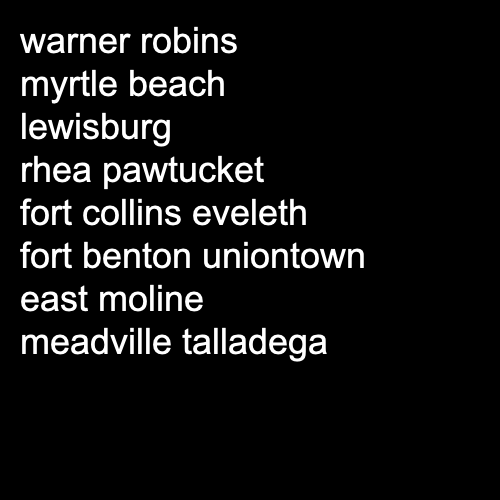 warner robins
myrtle beach
lewisburg
rhea pawtucket
fort collins eveleth
fort benton uniontown
east moline
meadville talladega